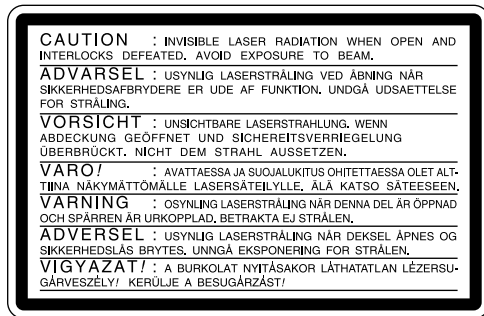 CAUTION : INVISIBLE LASER RADIATION WHEN OPEN AND
INTERLOCKS DEFEATED. AVOID EXPOSURE TO BEAM.
ADVARSEL : USYNLIG LASERSTRÅLING VED ÅBNING NÅR
SIKKERHEDSAFBRYDERE ER UDE AF FUNKTION. UNDGÅ UDSAETTELSE
FOR STRÅLING.
VORSICHT : UNSICHTBARE LASERSTRAHLUNG. WENN
ABDECKUNG GEÖFFNET UND SICHEREITSVERRIEGELUNG
ÜBERBRÜCKT. NICHT DEM STRAHL AUSSETZEN.
VARO! : AVATTAESSA JA SUOJALUKITUS OHITETTAESSA OLET ALT-
TIINA NÄKYMÄTTÖMÄLLE LASERSÄTEILYLLE. ÄLÄ KATSO SÄTEESEEN.
VARNING : OSYNLIG LASERSTRÅLING NÄR DENNA DEL ÄR ÖPPNAD
OCH SPÄRREN ÄR URKOPPLAD. BETRAKTA EJ STRÅLEN.
ADVERSEL : USYNLIG LASERSTRÅLING NÅR DEKSEL ÅPNES OG
SIKKERHEDSLÅS BRYTES. UNNGÅ EKSPONERING FOR STRÅLEN.
VIGYAZAT! : A BURKOLAT NYITÁSAKOR LÁTHATATLAN LÉZERSU-
GÁRVESZÉLY! KERÜLJE A BESUGÁRZÁST!